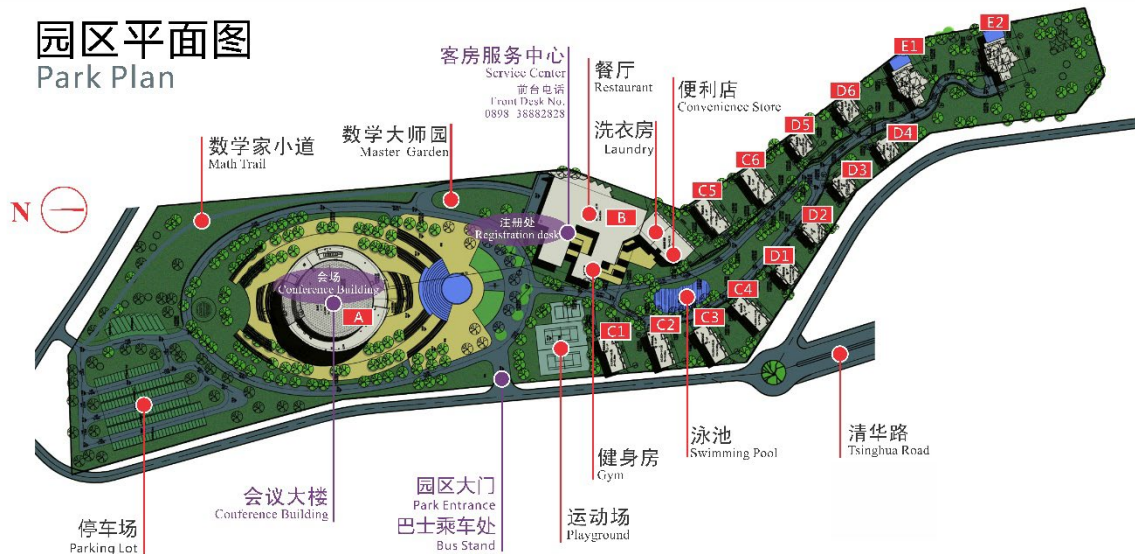 园区平面图
Park Plan
客房服务中心
Service Center
前台电话
Front Desk No.
0898 38882828
餐厅
Restaurant
便利店
Convenience Store
洗衣房
Laundry
数学家小道
Math Trail
数学大师园
Master Garden
N
注册处
Registration desk
B
会场
Conference Building
A
E1
E2
D6
D5
D4
C6
D3
C5
D2
D1
C4
C3
C2
C1
停车场
Parking Lot
会议大楼
Conference Building
园区大门
Park Entrance
巴士乘车处
Bus Stand
运动场
Playground
健身房
Gym
泳池
Swimming Pool
清华路
Tsinghua Road